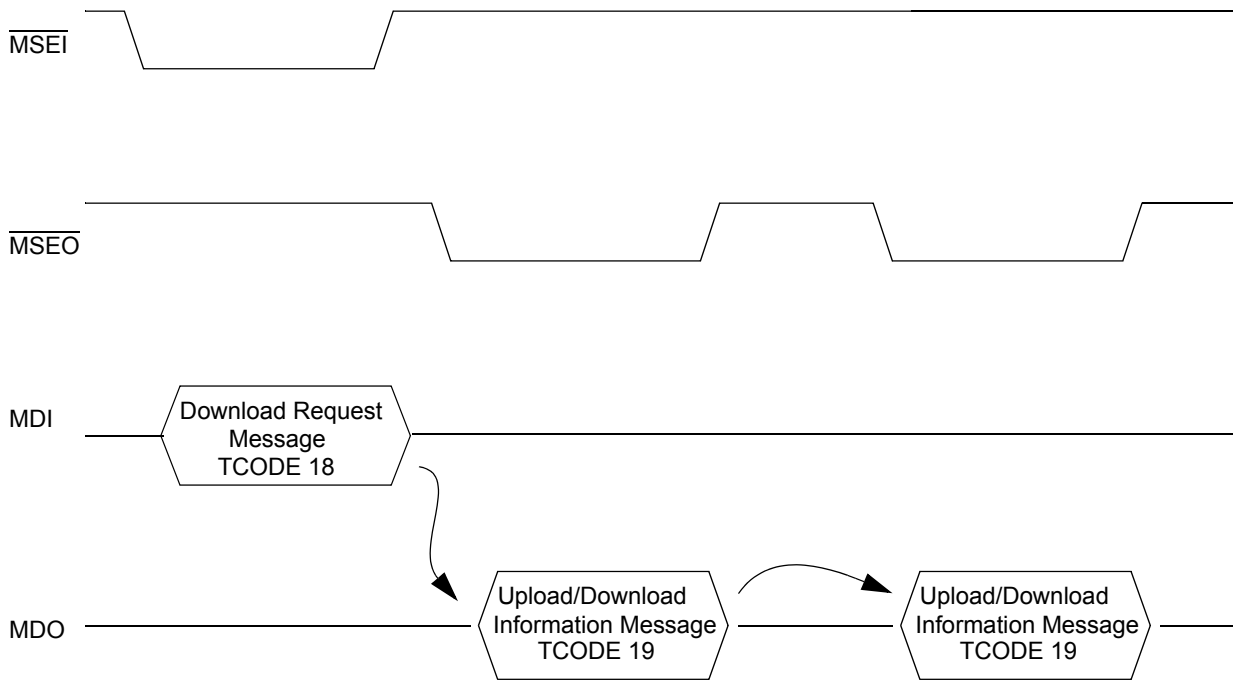 MSEI
MSEO
MDI
Download Request
Message
TCODE 18
MDO
Upload/Download
Information Message
TCODE 19
Upload/Download
Information Message
TCODE 19